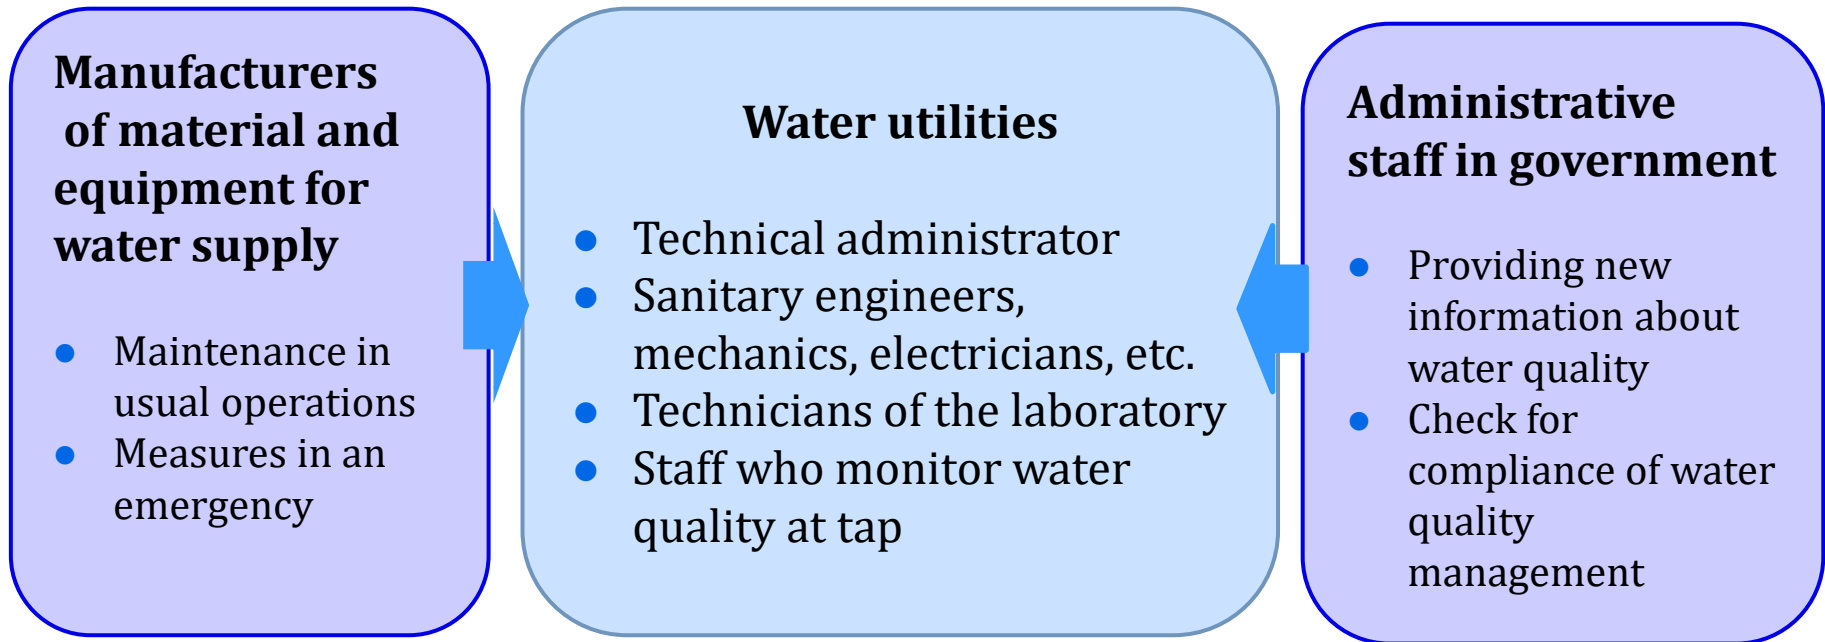 Manufacturers
of material and
equipment for
water supply
● Maintenance in
usual operations
● Measures in an
emergency
Water utilities
● Technical administrator
● Sanitary engineers,
mechanics, electricians, etc.
● Technicians of the laboratory
● Staff who monitor water
quality at tap
Administrative
staff in government
● Providing new
information about
water quality
● Check for
compliance of water
quality
management